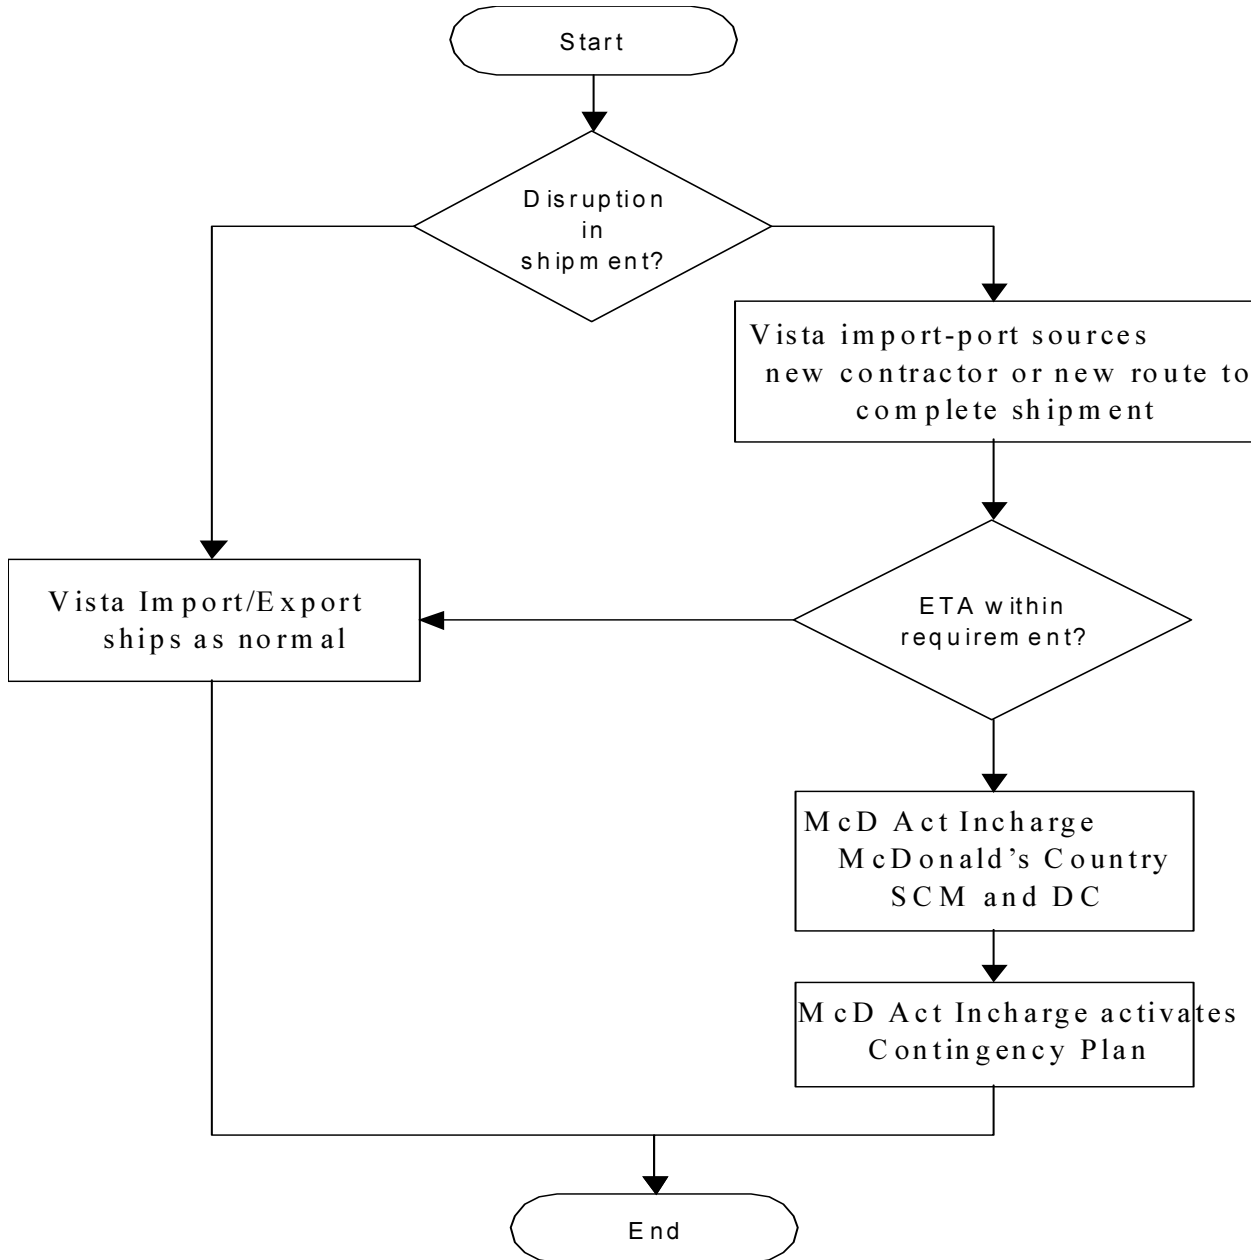 Start
Disruption
in
shipment?
Vista import-port sources
new contractor or new route to
complete shipment
Vista Import/Export
ships as normal
ETA within
requirement?
McD Act Incharge
McDonald’s Country
SCM and DC
McD Act Incharge activates
Contingency Plan
End